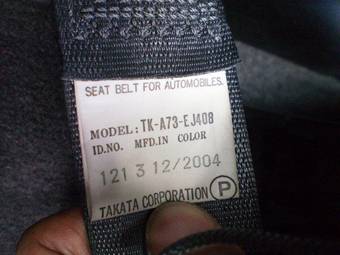 SEAT BELT FOR AUTOMOBILES.
MODEL: TK-A73-EJ408
ID.NO. MFD.IN COLOR
121 3 12/2004
TAKATA CORPORATION P